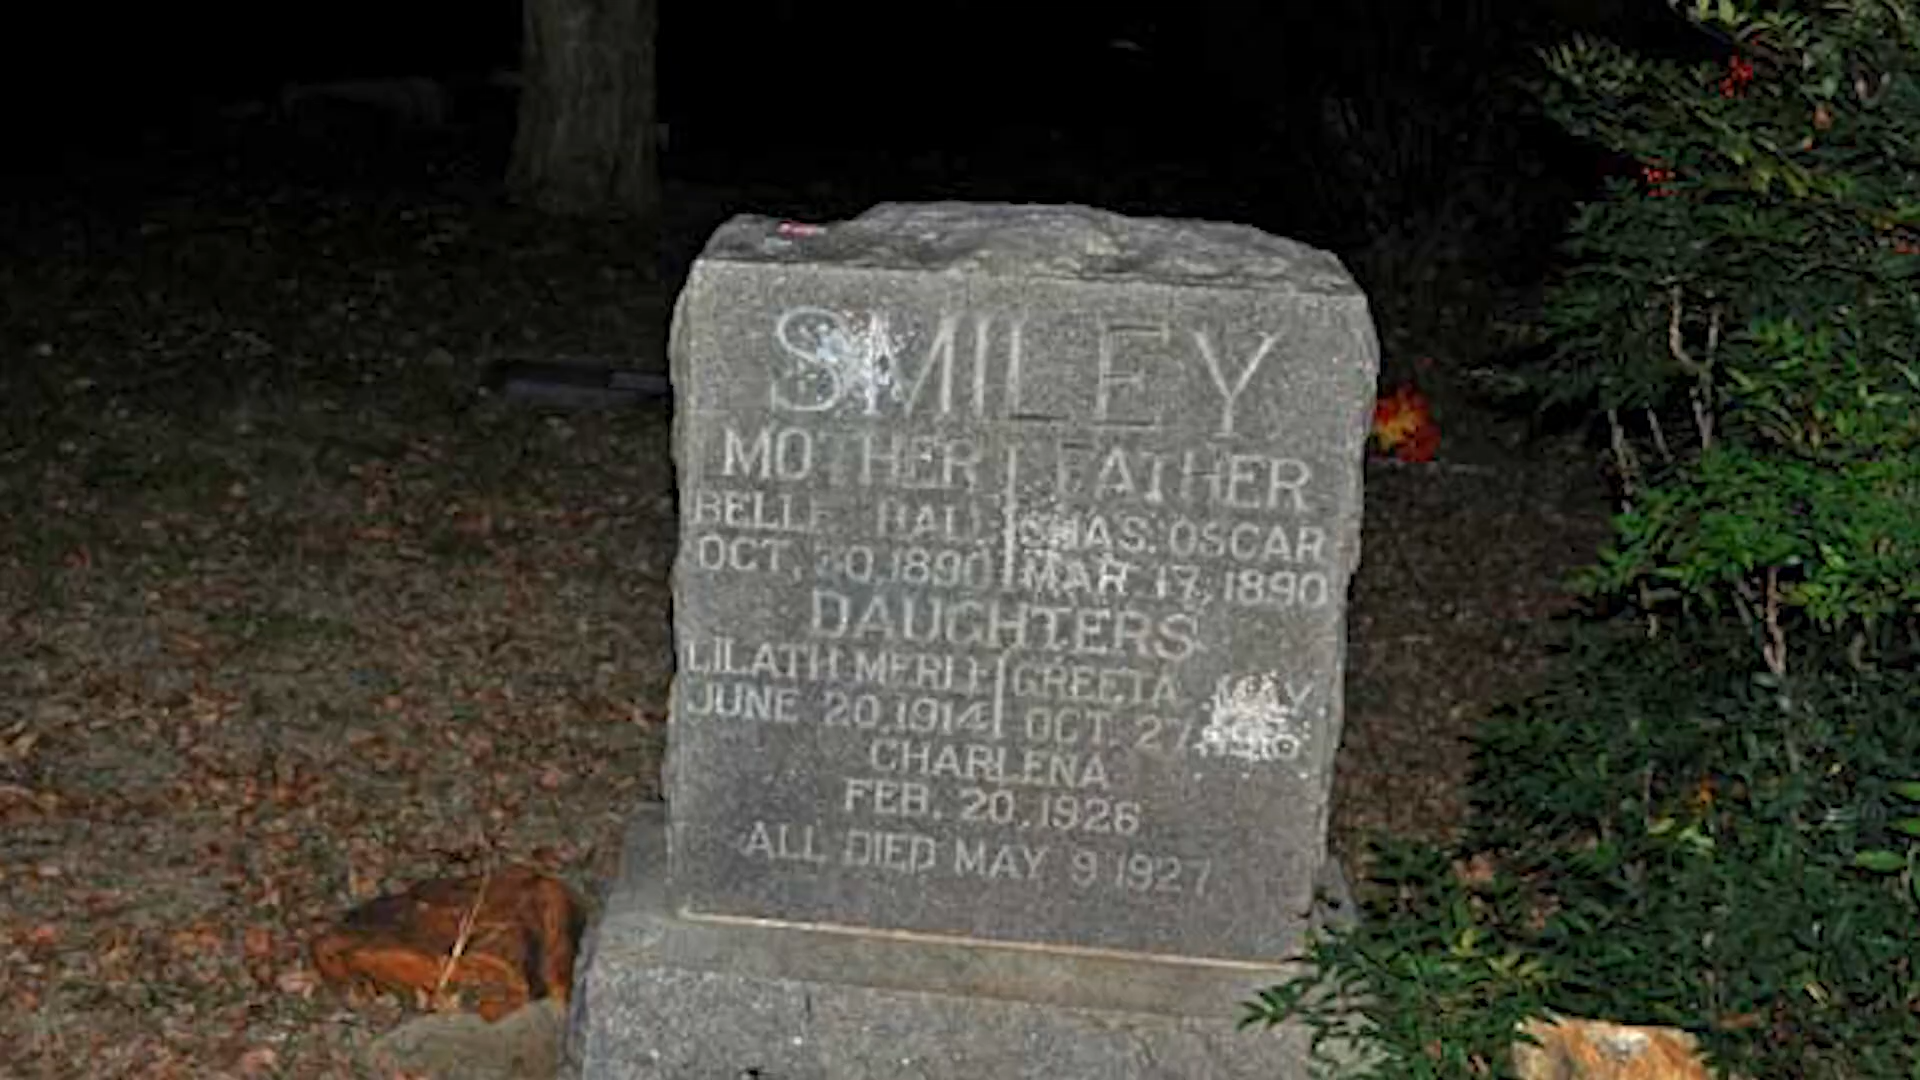 SMILEY
MOTHER FATHER
BELLE HALL CHAS. OSCAR
OCT, 1890 MAR. 17, 1890
DAUGHTERS
LILATH MERLE GREETA MAY
JUNE 20, 1914 OCT. 27,
CHARLENA
FEB. 20, 1926
ALL DIED MAY 9 1927